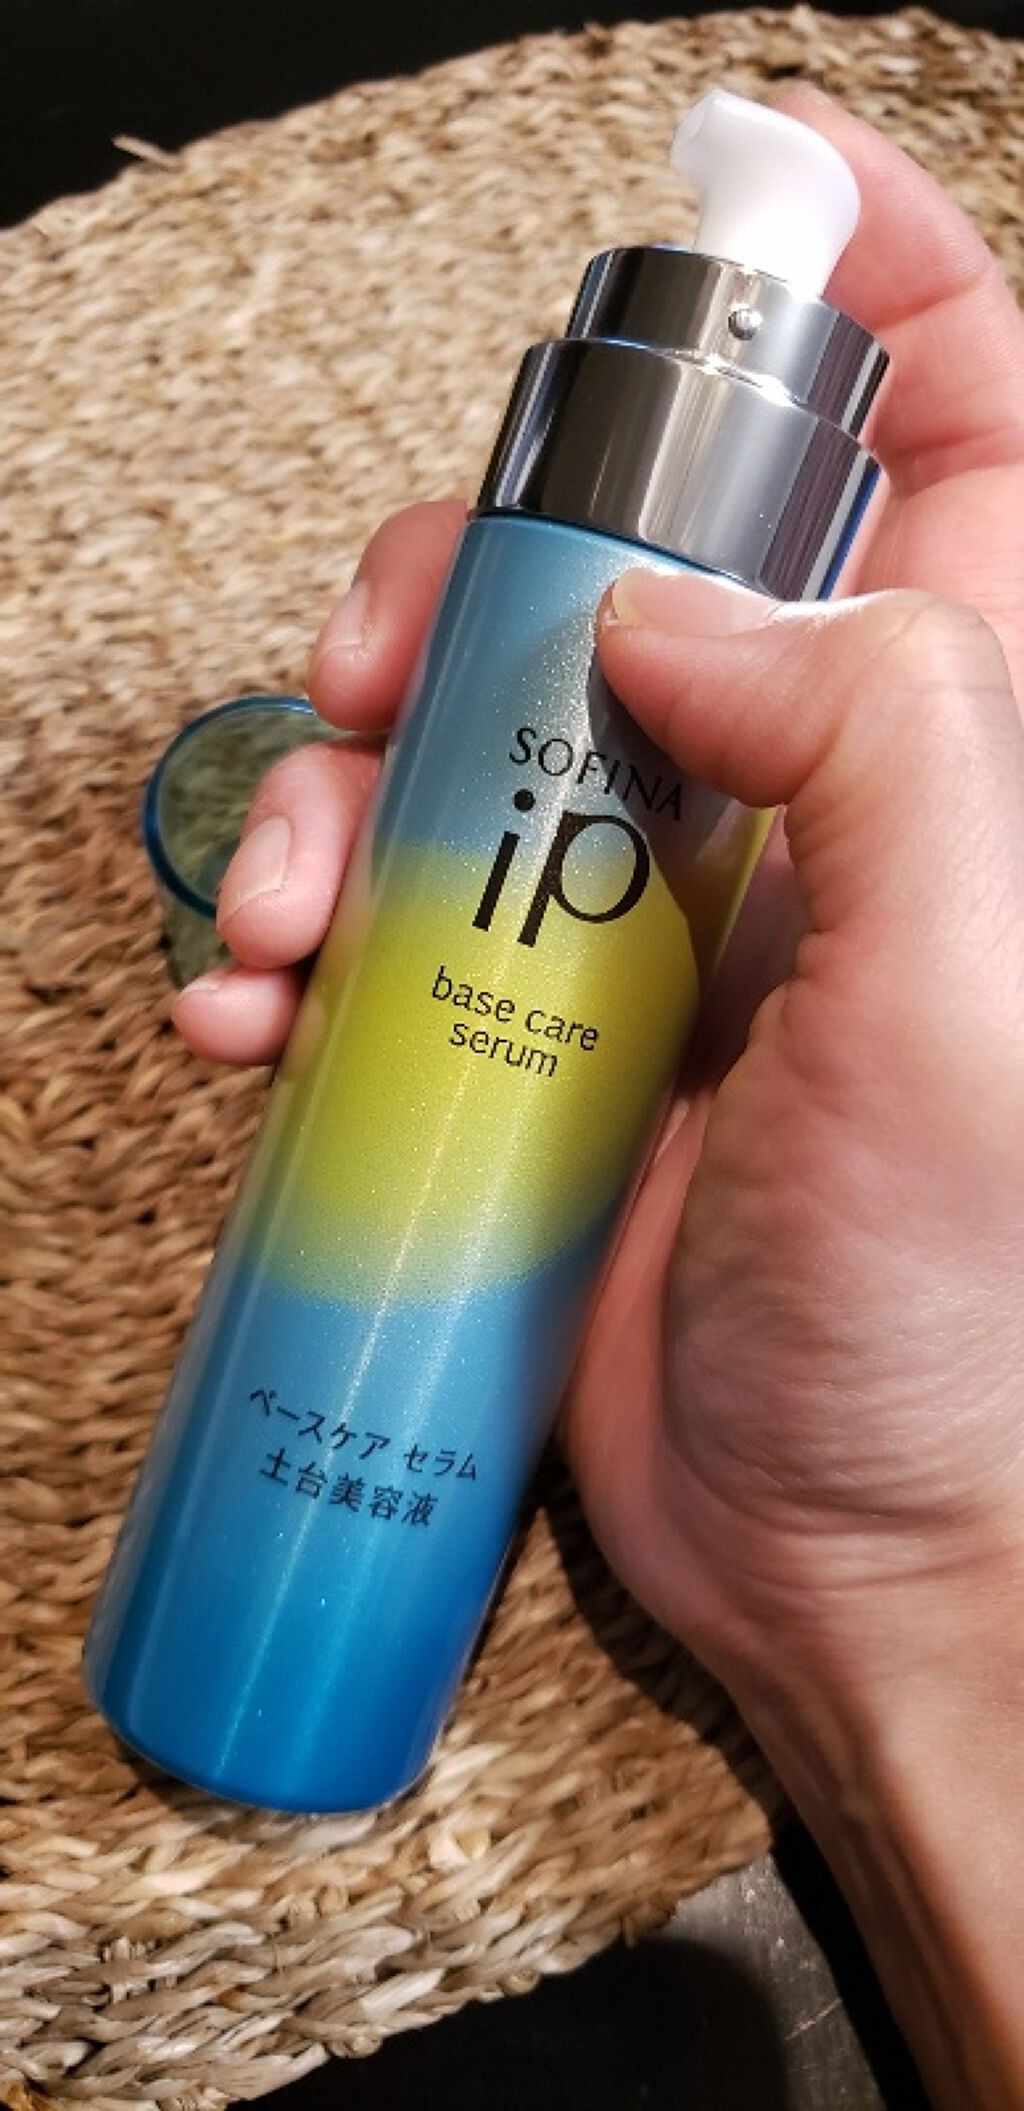 SOFINA
ip
base care
serum
ベースケア セラム
土台美容液